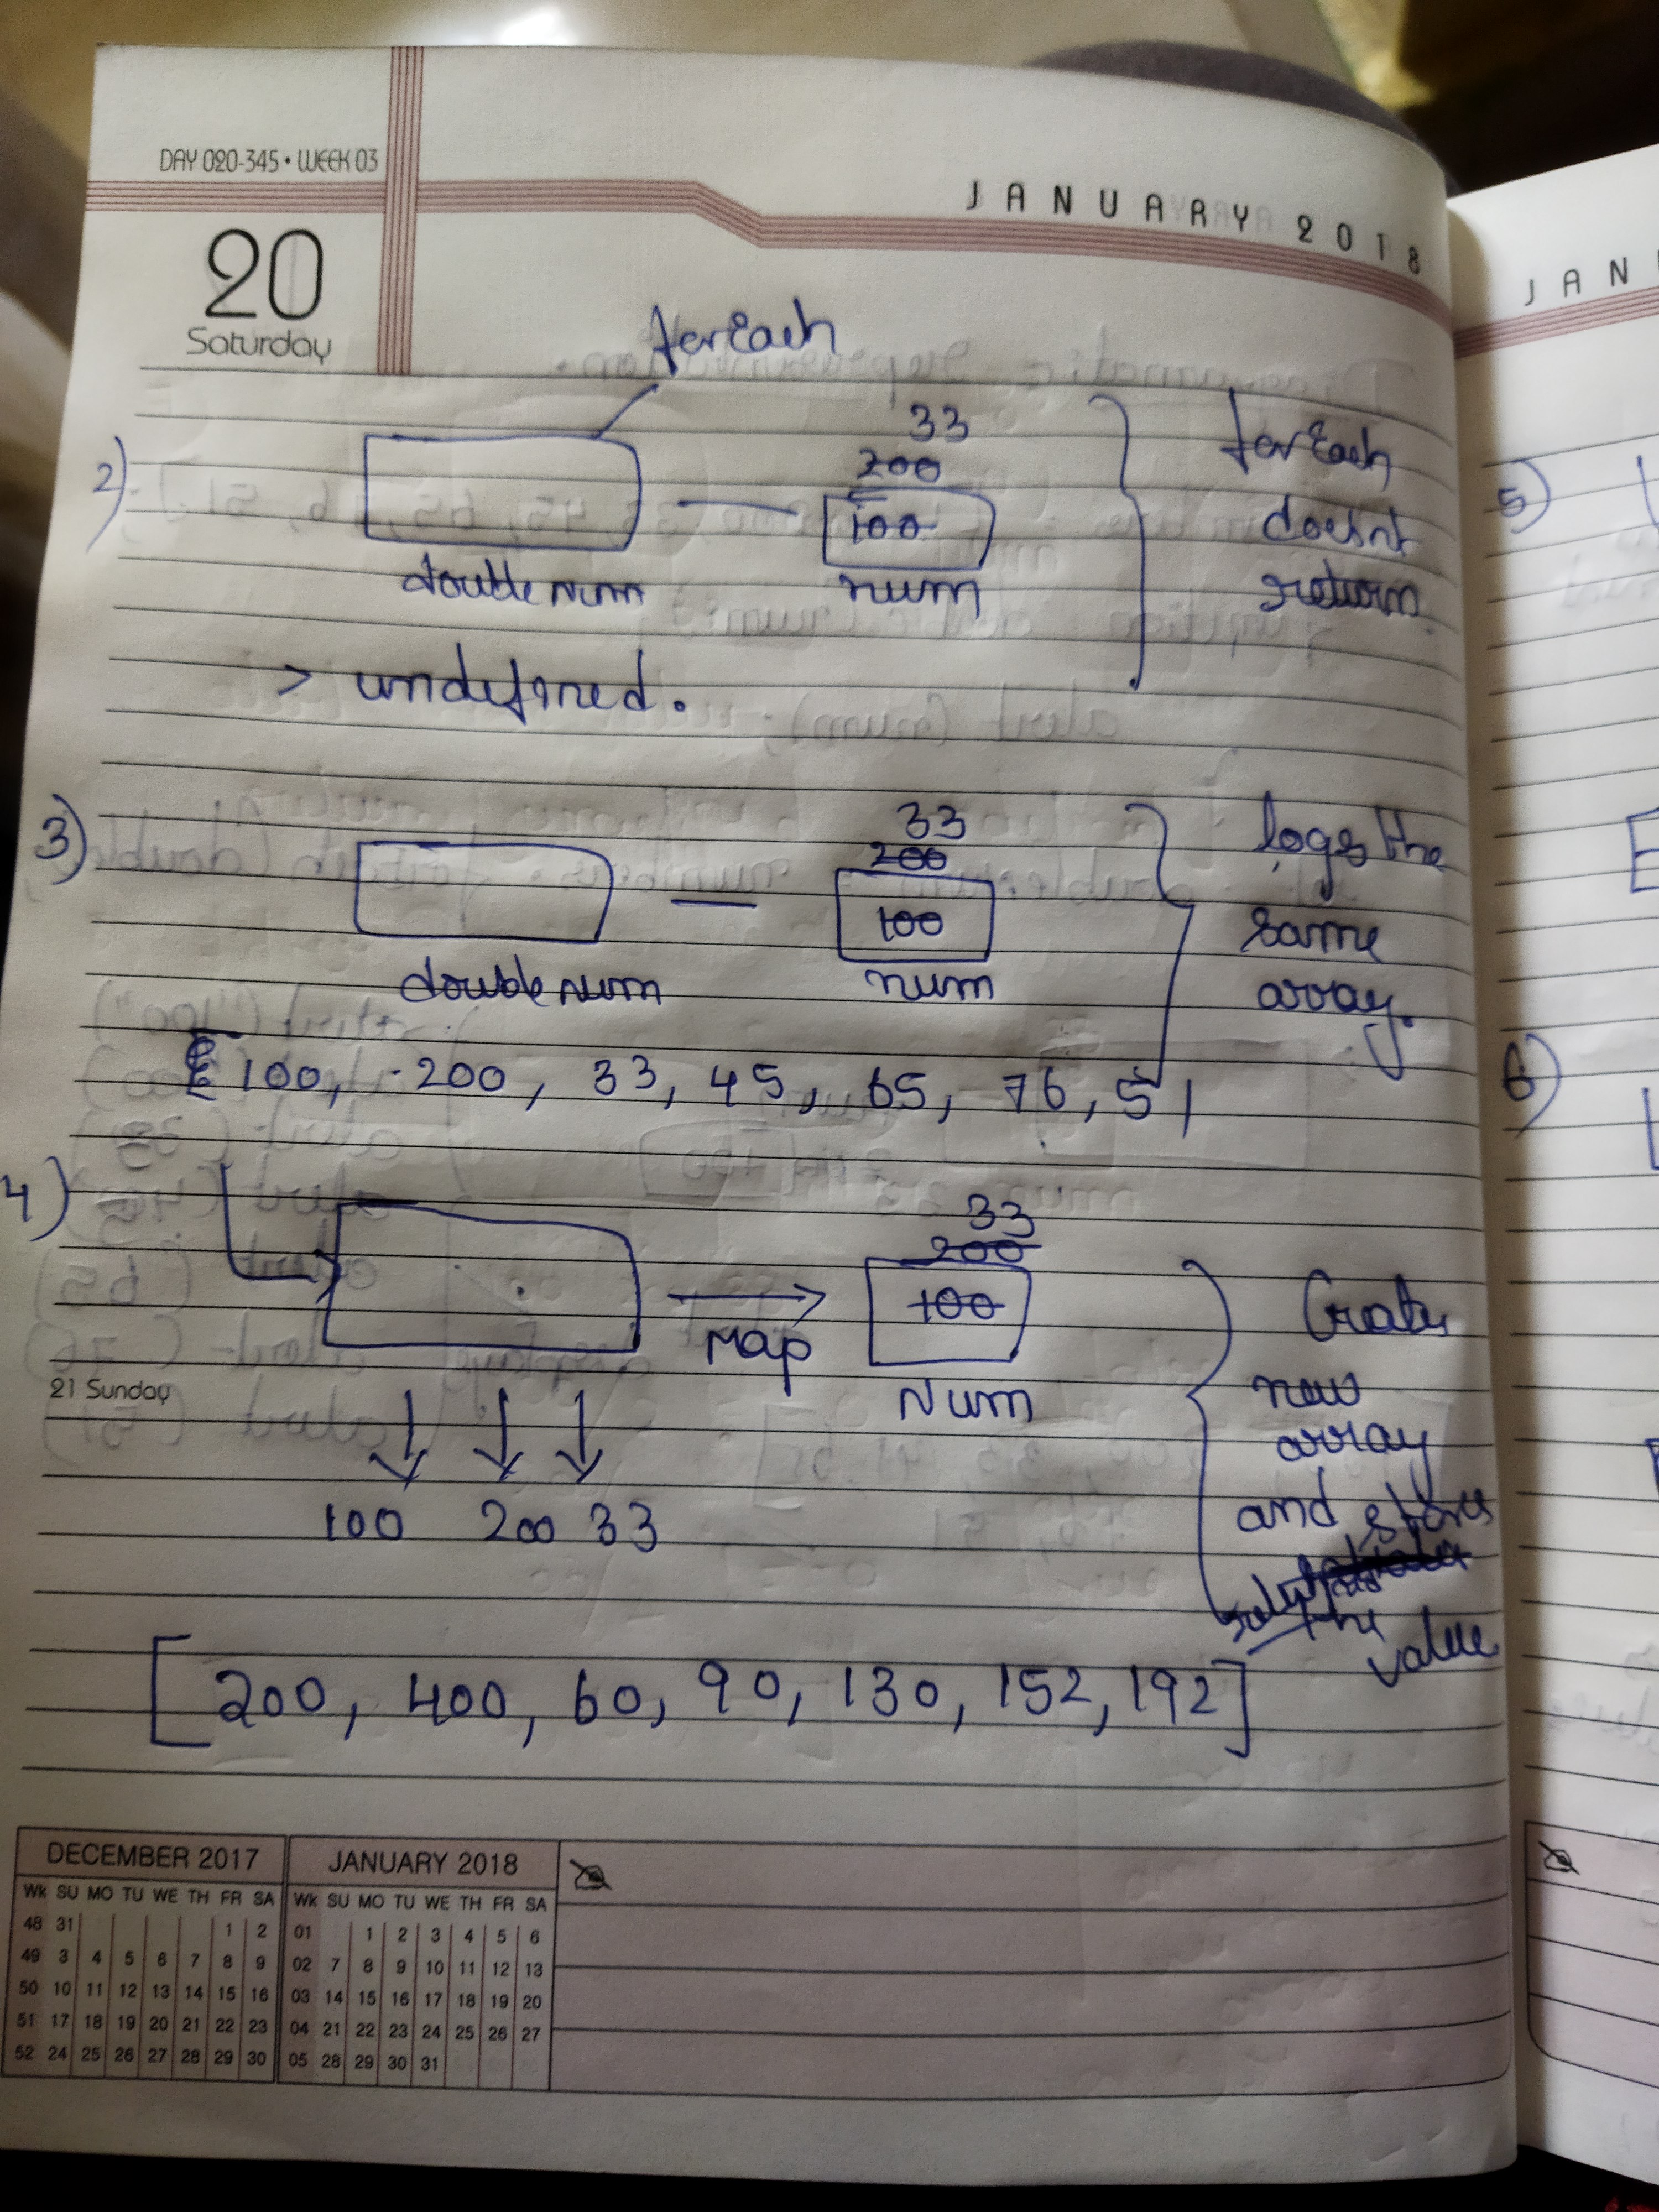 DAY 020-345 • WEEK 03
JANUARY 2018
20
Saturday
JAN
forEach
2)
33
200
100
doublenum
num
forEach
doesnt
return
> undefined.
3)
33
200
100
doublenum
num
logs the
same
array.
100, 200, 33, 45, 65, 76, 51
4)
33
200
100
Map
Num
21 Sunday
100 200 33
Creates
new
array
and stores
the
value
[200, 400, 60, 90, 130, 152, 192]
5)
6)
DECEMBER 2017
Wk SU MO TU WE TH FR SA
48 31 1 2
49 3 4 5 6 7 8 9
50 10 11 12 13 14 15 16
51 17 18 19 20 21 22 23
52 24 25 26 27 28 29 30
JANUARY 2018
Wk SU MO TU WE TH FR SA
01 1 2 3 4 5 6
02 7 8 9 10 11 12 13
03 14 15 16 17 18 19 20
04 21 22 23 24 25 26 27
05 28 29 30 31